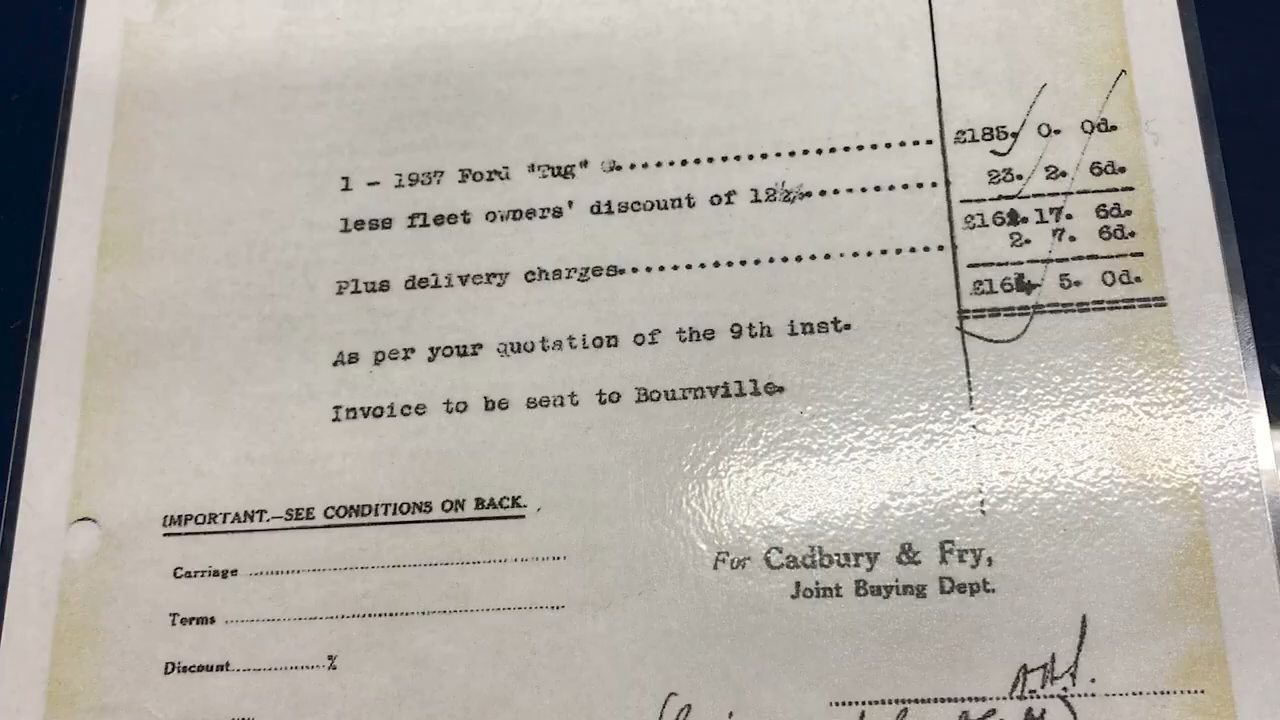 1 - 1937 Ford "Tug" @........................................ £185. 0. 0d.
less fleet owners' discount of 12½%................ 23. 2. 6d.
£161.17. 6d.
Plus delivery charges.................................... 2. 7. 6d.
£164 5. 0d.
As per your quotation of the 9th inst.
Invoice to be sent to Bournville.
IMPORTANT.—SEE CONDITIONS ON BACK.
Carriage ................................................
Terms ................................................
Discount..................%
For Cadbury & Fry,
Joint Buying Dept.